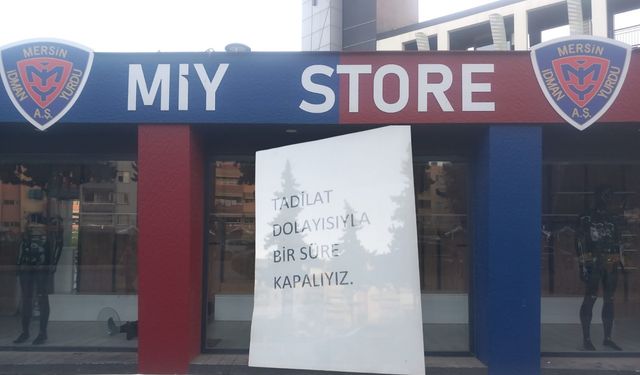 MERSİN
İDMAN YURDU
A.Ş.
MİY STORE
MERSİN
İDMAN YURDU
A.Ş.
TADİLAT
DOLAYISIYLA
BİR SÜRE
KAPALIYIZ.